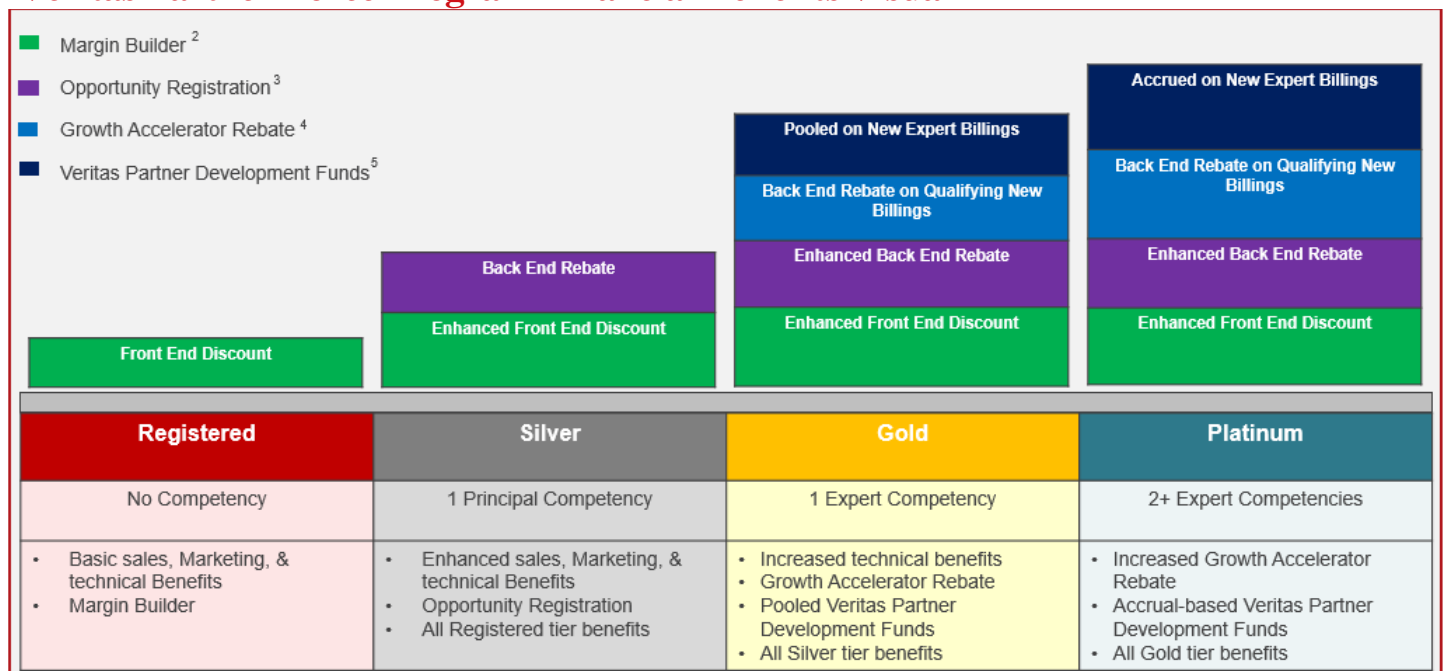 Margin Builder 2
Opportunity Registration 3
Growth Accelerator Rebate 4
Veritas Partner Development Funds 5
Front End Discount
Back End Rebate
Enhanced Front End Discount
Pooled on New Expert Billings
Back End Rebate on Qualifying New
Billings
Enhanced Back End Rebate
Enhanced Front End Discount
Accrued on New Expert Billings
Back End Rebate on Qualifying New
Billings
Enhanced Back End Rebate
Enhanced Front End Discount
Registered
Silver
Gold
Platinum
No Competency
1 Principal Competency
1 Expert Competency
2+ Expert Competencies
• Basic sales, Marketing, &
technical Benefits
• Margin Builder
• Enhanced sales, Marketing, &
technical Benefits
• Opportunity Registration
• All Registered tier benefits
• Increased technical benefits
• Growth Accelerator Rebate
• Pooled Veritas Partner
Development Funds
• All Silver tier benefits
• Increased Growth Accelerator
Rebate
• Accrual-based Veritas Partner
Development Funds
• All Gold tier benefits